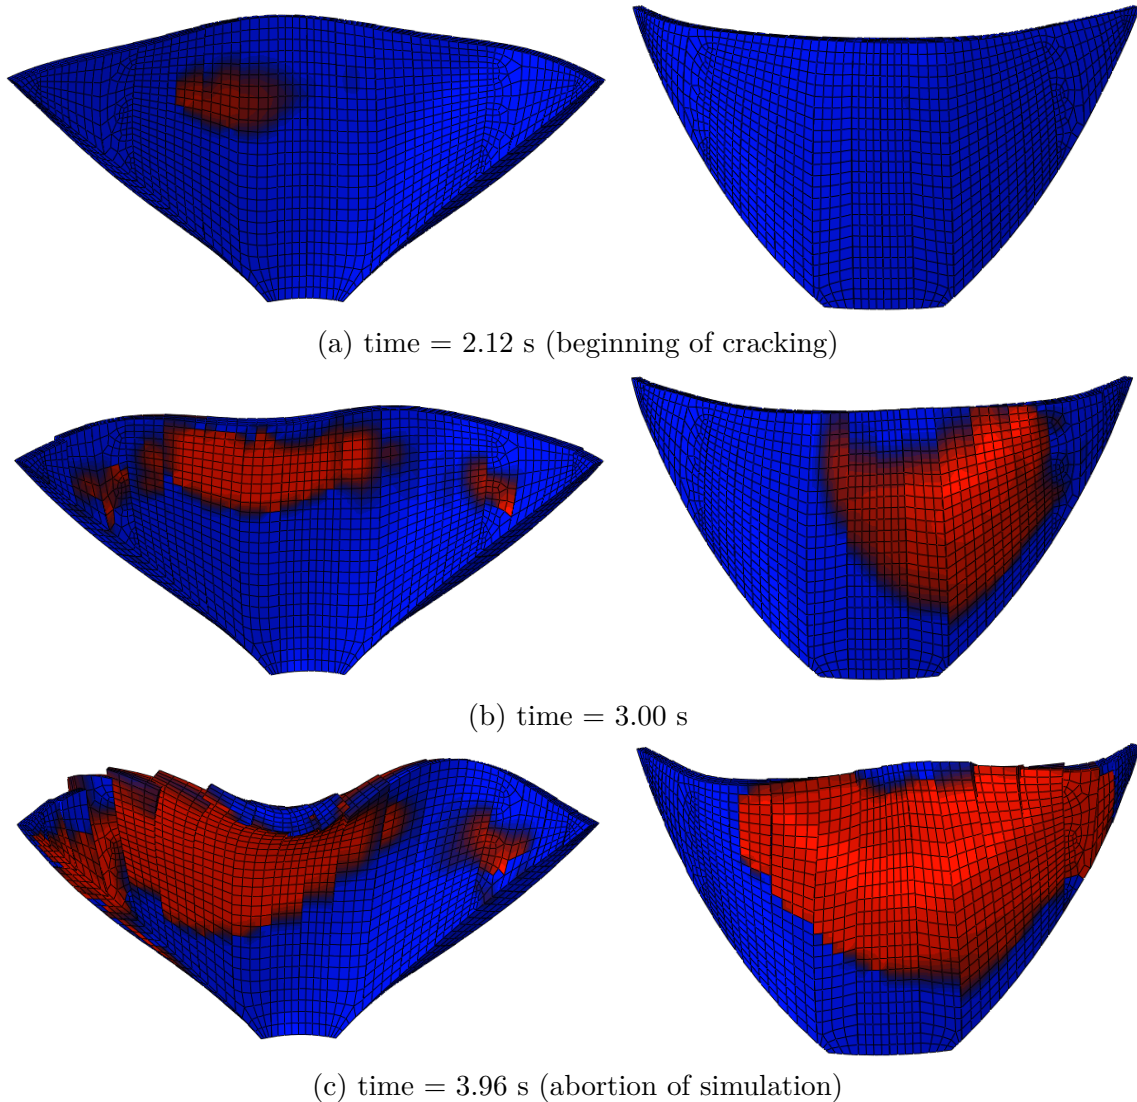 (a) time = 2.12 s (beginning of cracking)
(b) time = 3.00 s
(c) time = 3.96 s (abortion of simulation)